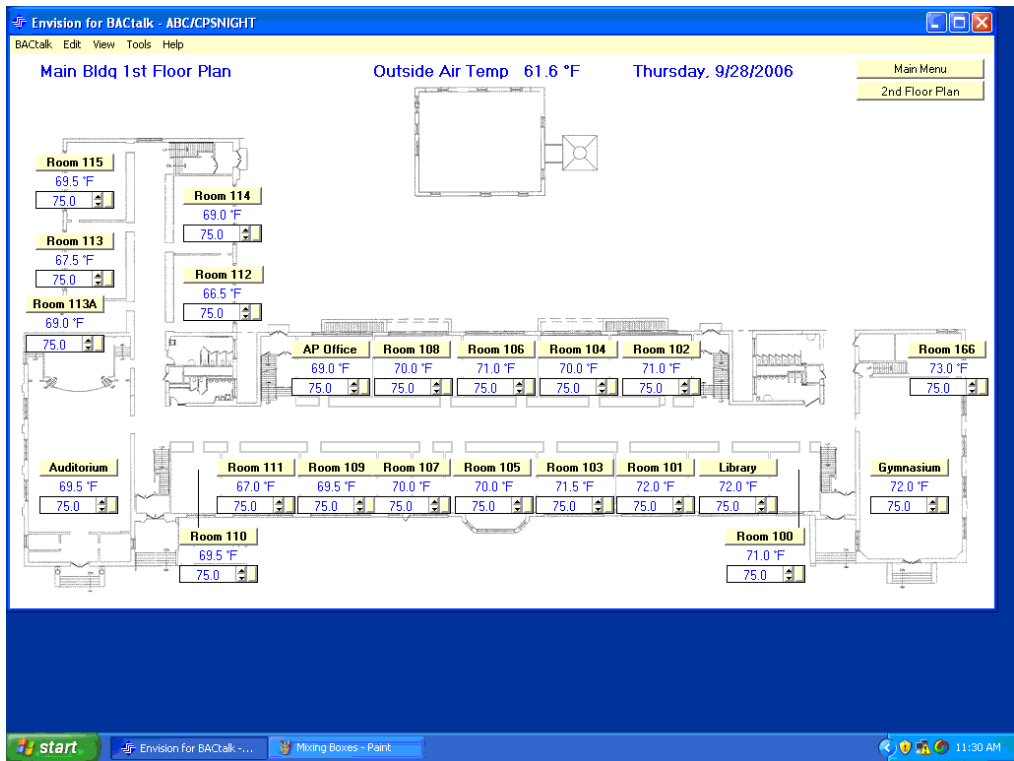 Envision for BACtalk - ABC/CPSNIGHT
BACtalk Edit View Tools Help
Main Bldg 1st Floor Plan Outside Air Temp 61.6 °F Thursday, 9/28/2006 Main Menu
2nd Floor Plan
Room 115
69.5 °F
75.0
Room 114
69.0 °F
75.0
Room 113
67.5 °F
75.0
Room 112
66.5 °F
75.0
Room 113A
69.0 °F
75.0
AP Office Room 108 Room 106 Room 104 Room 102 Room 166
69.0 °F 70.0 °F 71.0 °F 70.0 °F 71.0 °F 73.0 °F
75.0 75.0 75.0 75.0 75.0 75.0
Auditorium Room 111 Room 109 Room 107 Room 105 Room 103 Room 101 Library Gymnasium
69.5 °F 67.0 °F 69.5 °F 70.0 °F 70.0 °F 71.5 °F 72.0 °F 72.0 °F 72.0 °F
75.0 75.0 75.0 75.0 75.0 75.0 75.0 75.0 75.0
Room 110 Room 100
69.5 °F 71.0 °F
75.0 75.0
start Envision for BACtalk -... Mixing Boxes - Paint 11:30 AM